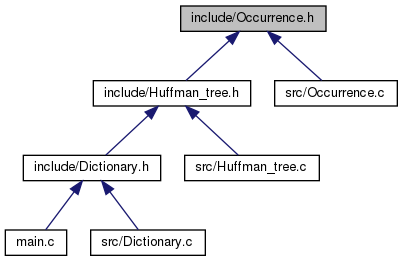 include/Occurrence.h
include/Huffman_tree.h
src/Occurrence.c
include/Dictionary.h
src/Huffman_tree.c
main.c
src/Dictionary.c